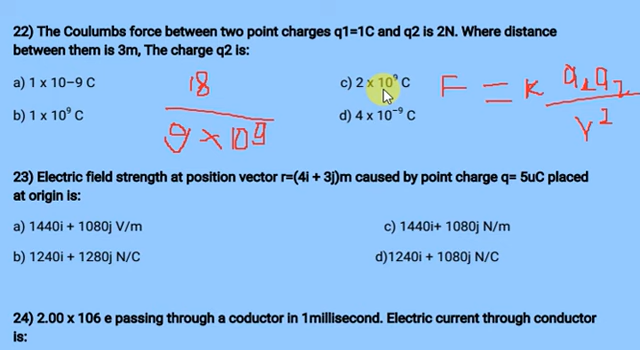 22) The Coulumbs force between two point charges q1=1C and q2 is 2N. Where distance
between them is 3m, The charge q2 is:
a) 1 x 10-9 C
c) 2 x 10⁹ C
b) 1 x 10⁹ C
d) 4 x 10⁻⁹ C
18
9 × 10 9
F = K q1 q2
r²
23) Electric field strength at position vector r=(4i + 3j)m caused by point charge q= 5uC placed
at origin is:
a) 1440i + 1080j V/m
c) 1440i+ 1080j N/m
b) 1240i + 1280j N/C
d)1240i + 1080j N/C
24) 2.00 x 106 e passing through a coductor in 1millisecond. Electric current through conductor
is: